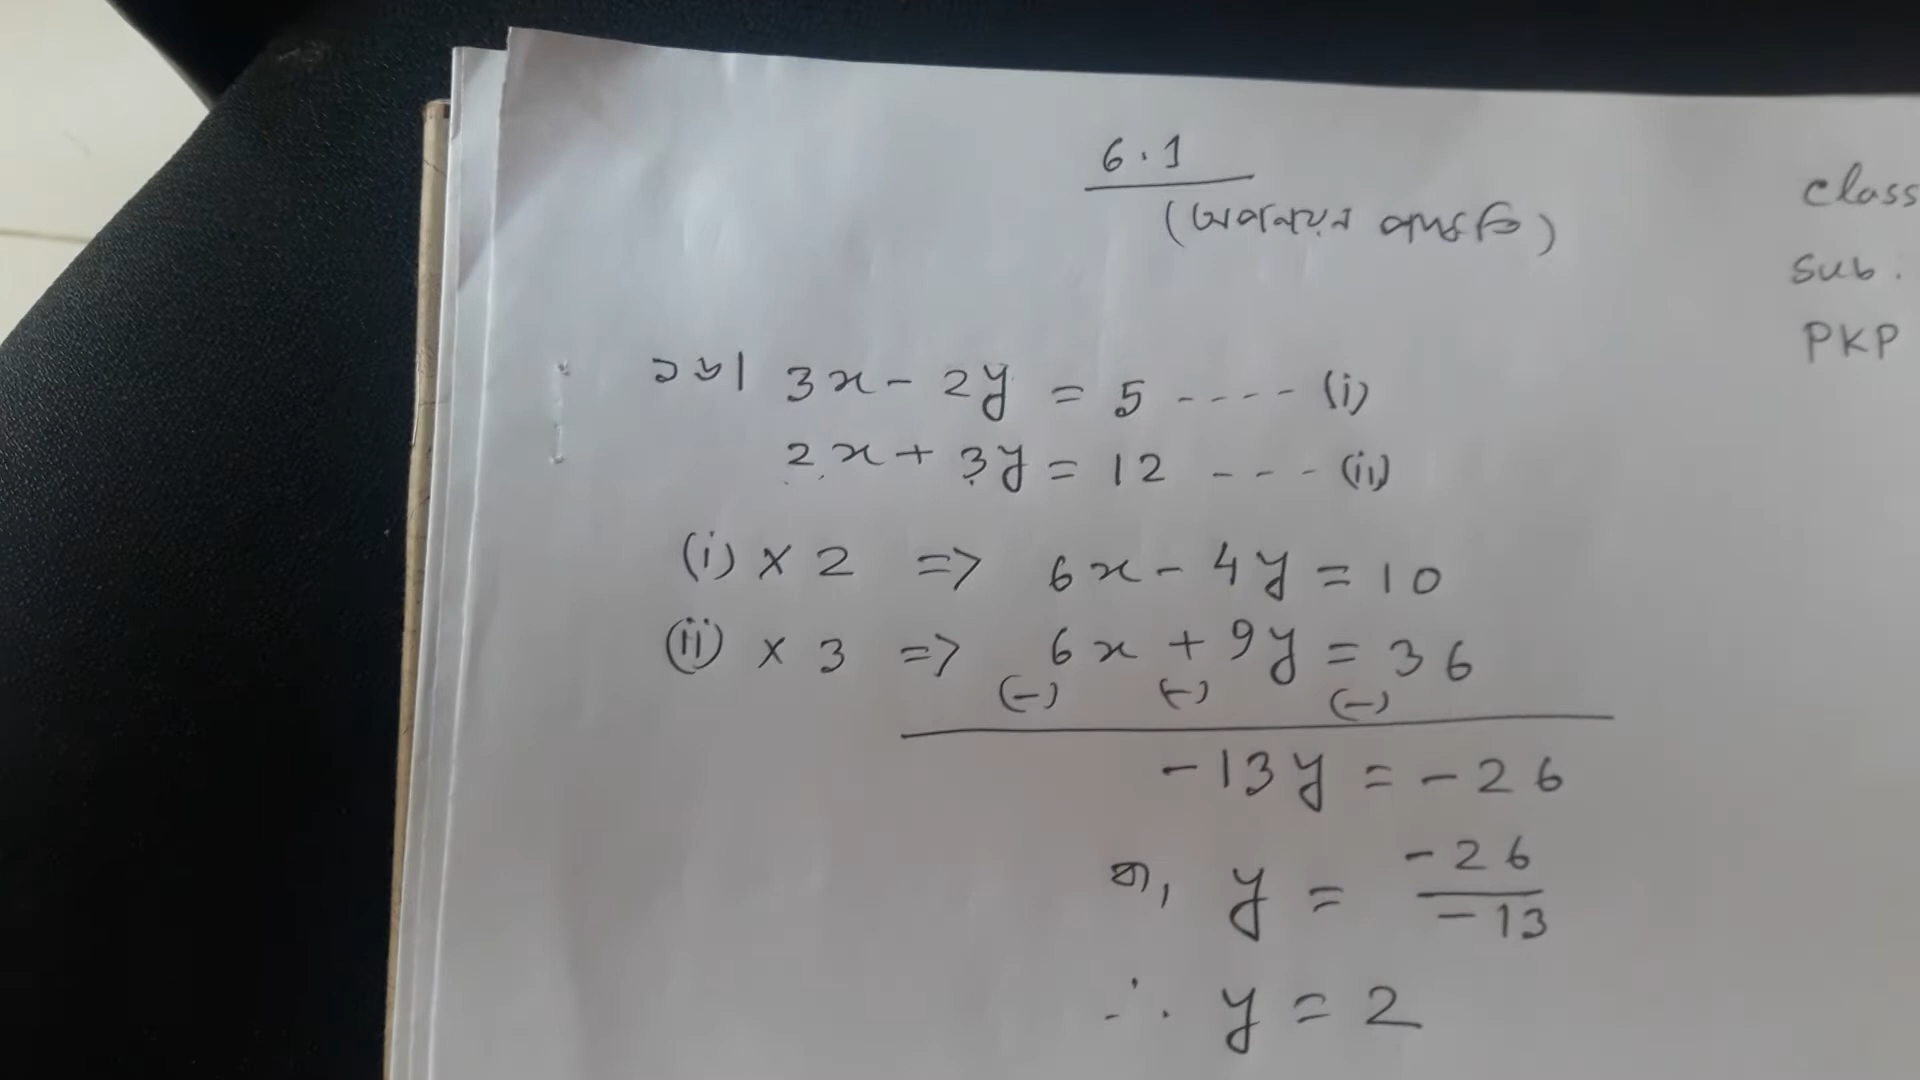 6.1
(অপনয়ন পদ্ধতি)
class
sub.
PKP
১৬। 3x - 2y = 5 ---- (i)
2x + 3y = 12 --- (ii)
(i) × 2 => 6x - 4y = 10
(ii) × 3 => 6x + 9y = 36
(-) (-) (-)
-13y = -26
বা, y = -26/-13
∴ y = 2